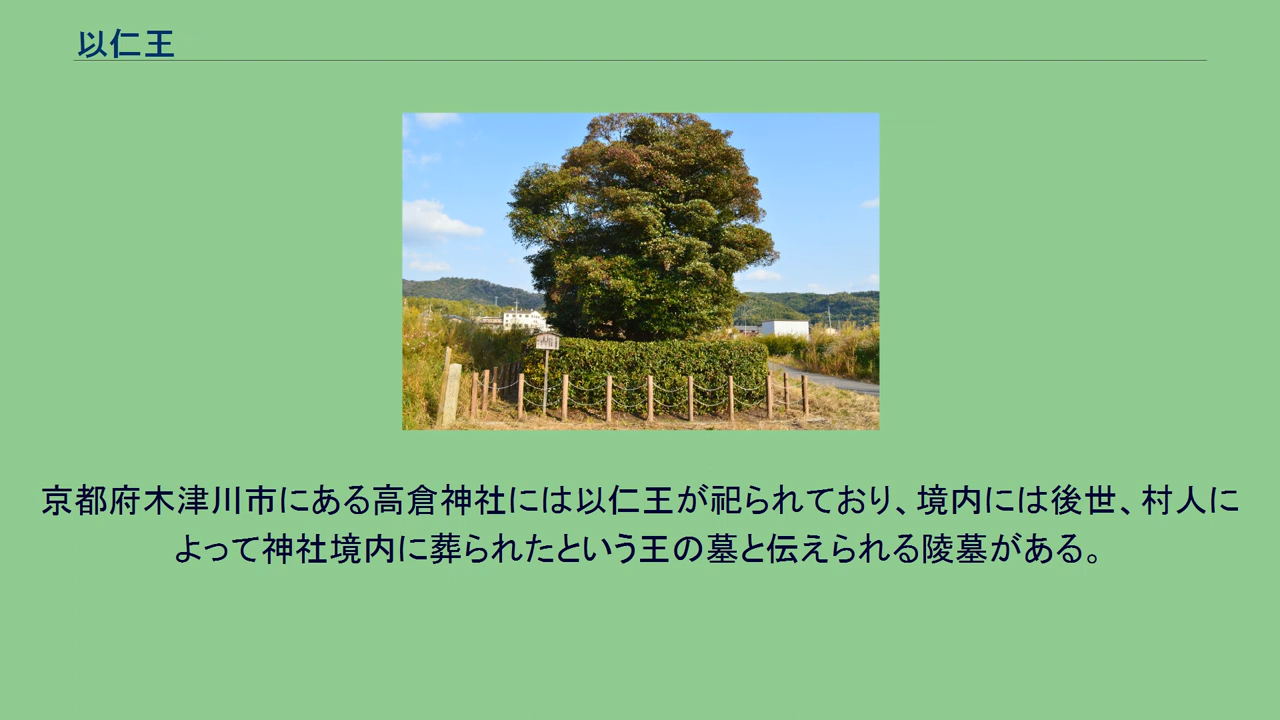 以仁王
京都府木津川市にある高倉神社には以仁王が祀られており、境内には後世、村人に
よって神社境内に葬られたという王の墓と伝えられる陵墓がある。